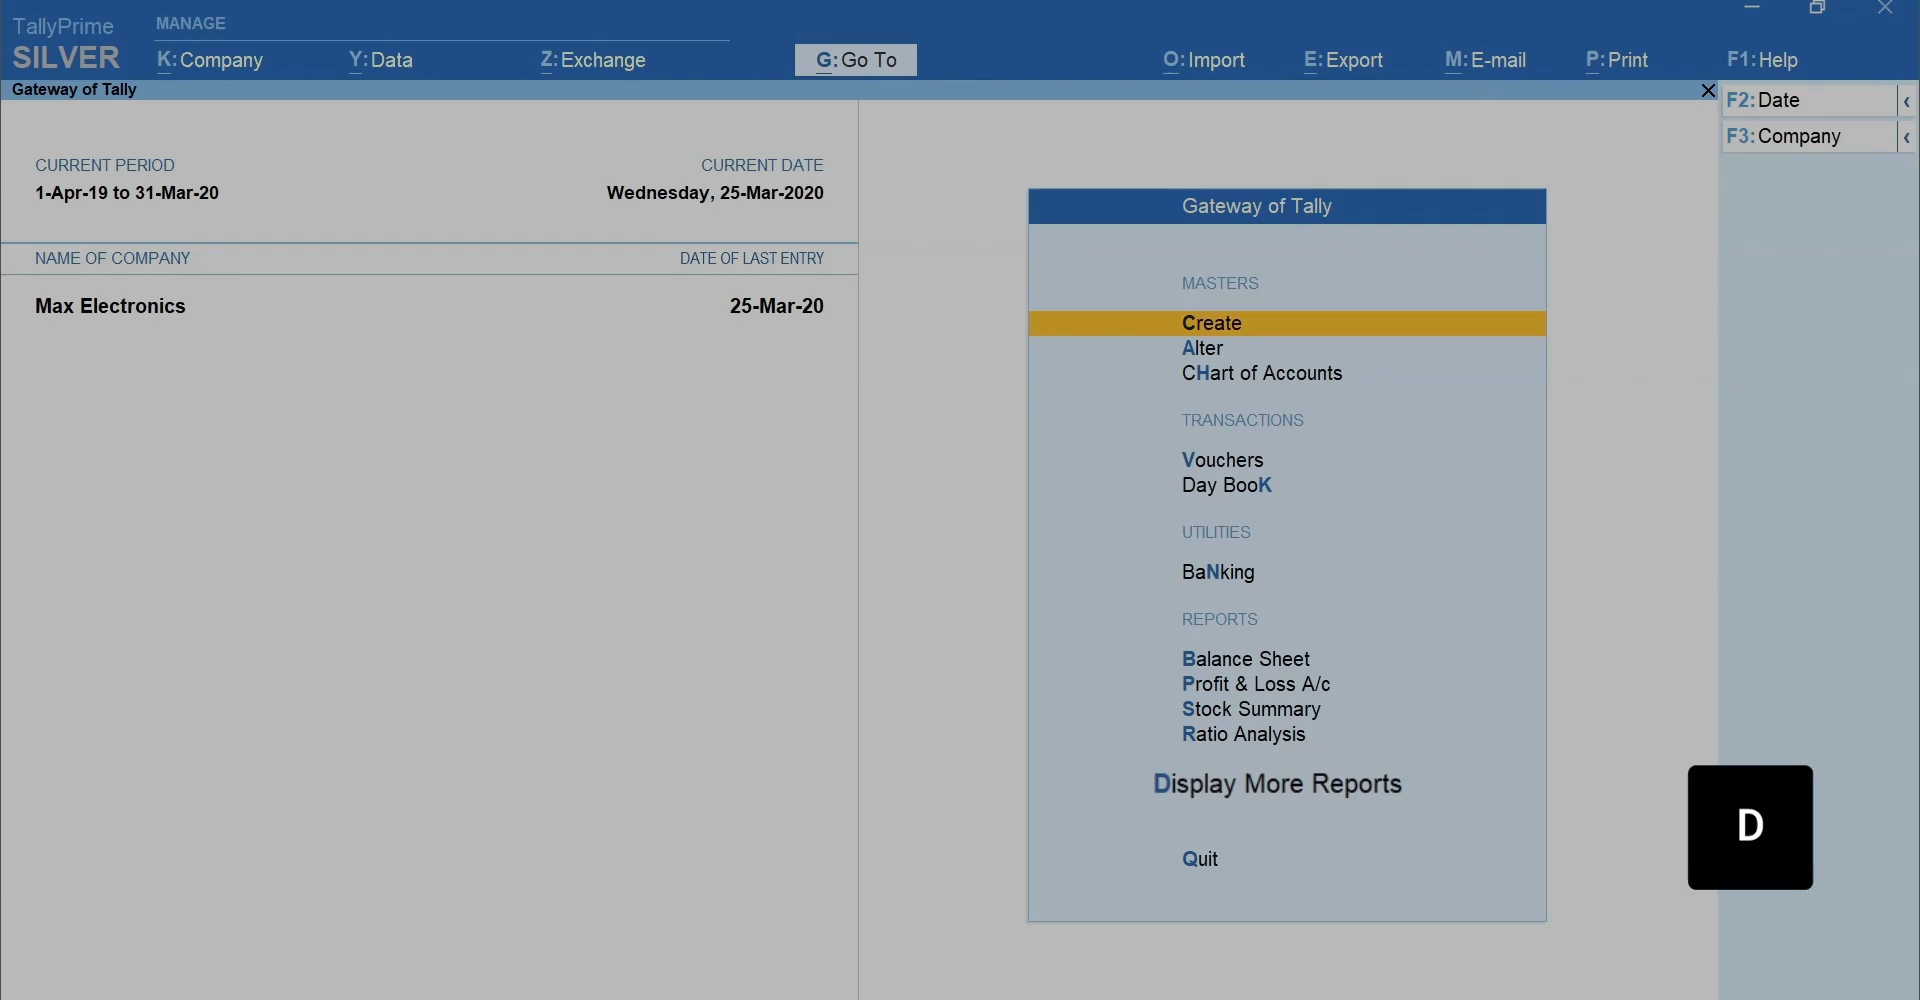 TallyPrime
SILVER
MANAGE
K: Company
Y: Data
Z: Exchange
G: Go To
O: Import
E: Export
M: E-mail
P: Print
F1: Help
Gateway of Tally
F2: Date
F3: Company
CURRENT PERIOD
CURRENT DATE
1-Apr-19 to 31-Mar-20
Wednesday, 25-Mar-2020
NAME OF COMPANY
DATE OF LAST ENTRY
Max Electronics
25-Mar-20
Gateway of Tally
MASTERS
Create
Alter
CHart of Accounts
TRANSACTIONS
Vouchers
Day BooK
UTILITIES
BaNking
REPORTS
Balance Sheet
Profit & Loss A/c
Stock Summary
Ratio Analysis
Display More Reports
Quit
D